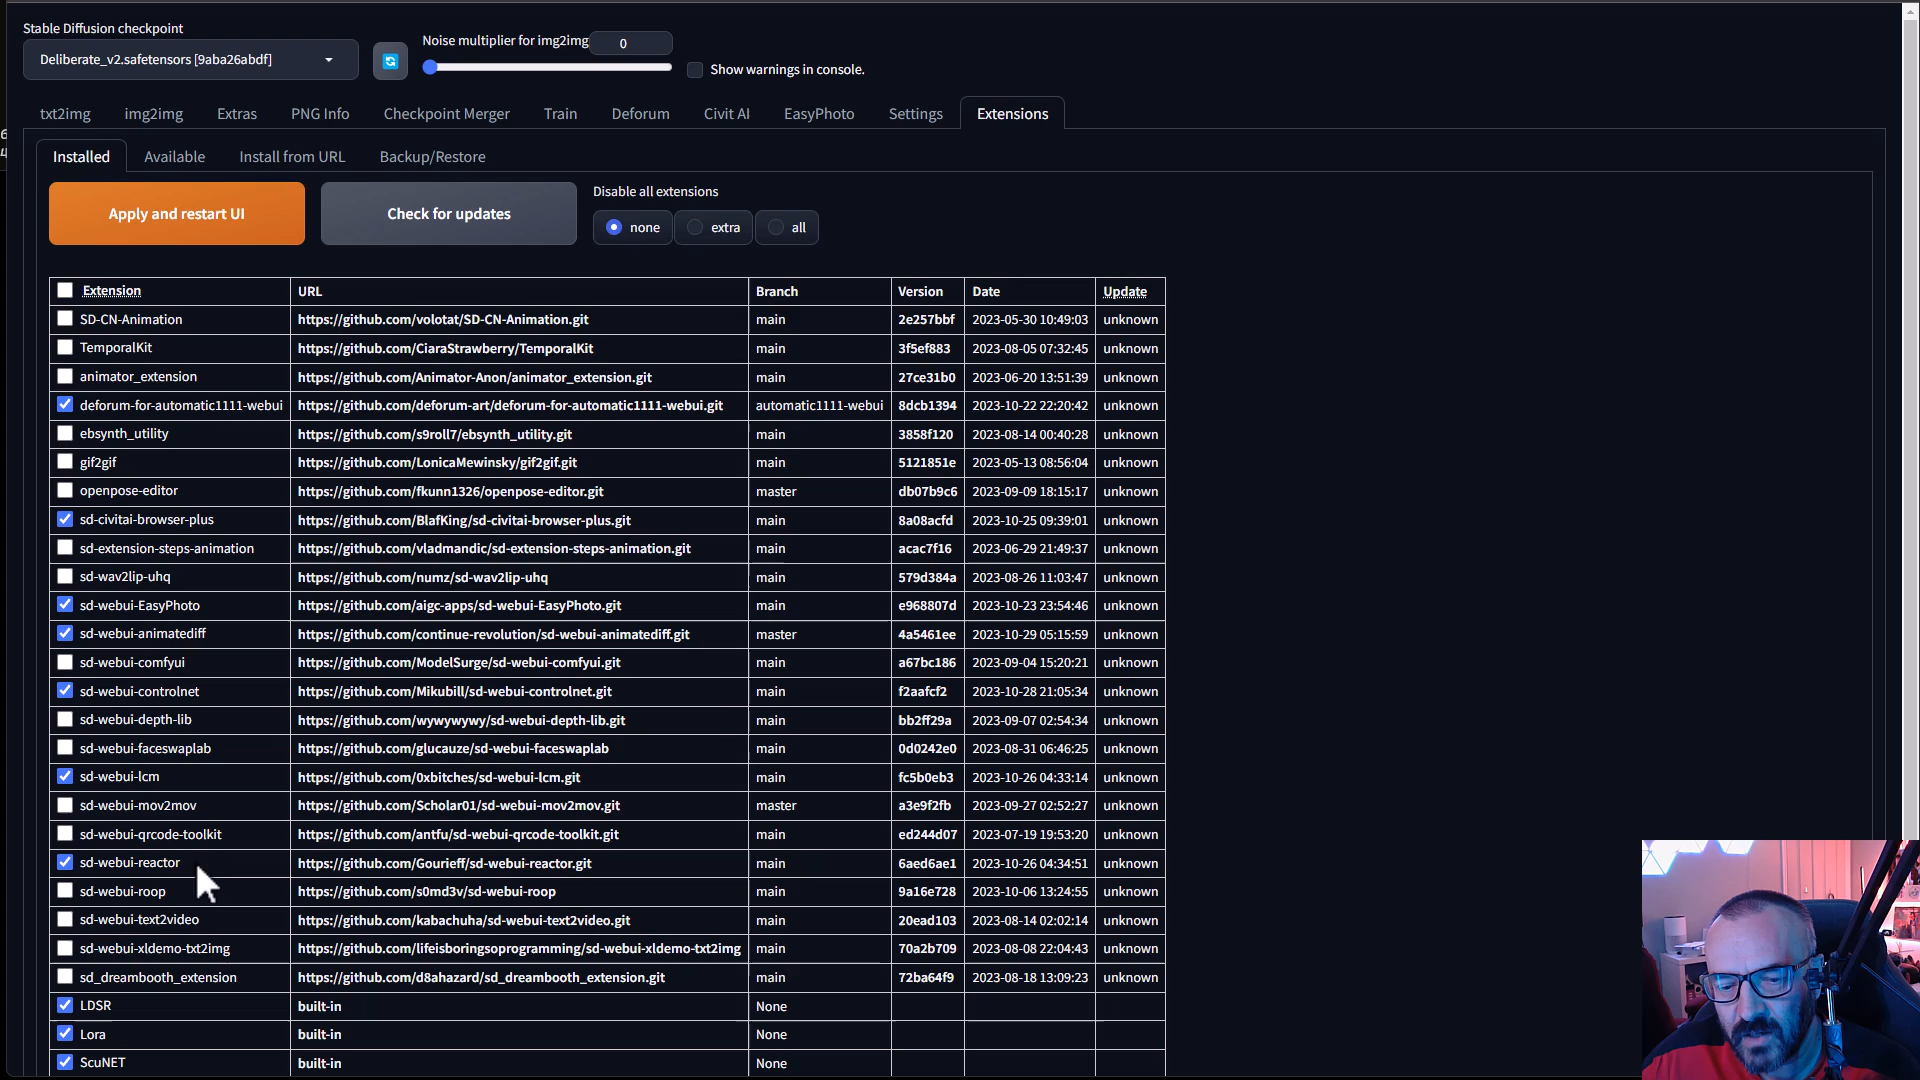 Stable Diffusion checkpoint
Deliberate_v2.safetensors [9aba26abdf]
Noise multiplier for img2img 0
Show warnings in console.
txt2img img2img Extras PNG Info Checkpoint Merger Train Deforum Civit AI EasyPhoto Settings Extensions
Installed Available Install from URL Backup/Restore
Apply and restart UI Check for updates
Disable all extensions
none extra all
Extension URL Branch Version Date Update
SD-CN-Animation https://github.com/volotat/SD-CN-Animation.git main 2e257bbf 2023-05-30 10:49:03 unknown
TemporalKit https://github.com/CiaraStrawberry/TemporalKit main 3f5ef883 2023-08-05 07:32:45 unknown
animator_extension https://github.com/Animator-Anon/animator_extension.git main 27ce31b0 2023-06-20 13:51:39 unknown
deforum-for-automatic1111-webui https://github.com/deforum-art/deforum-for-automatic1111-webui.git automatic1111-webui 8dcb1394 2023-10-22 22:20:42 unknown
ebsynth_utility https://github.com/s9roll7/ebsynth_utility.git main 3858f120 2023-08-14 00:40:28 unknown
gif2gif https://github.com/LonicaMewinsky/gif2gif.git main 5121851e 2023-05-13 08:56:04 unknown
openpose-editor https://github.com/fkunn1326/openpose-editor.git master db07b9c6 2023-09-09 18:15:17 unknown
sd-civitai-browser-plus https://github.com/BlafKing/sd-civitai-browser-plus.git main 8a08acfd 2023-10-25 09:39:01 unknown
sd-extension-steps-animation https://github.com/vladmandic/sd-extension-steps-animation.git main acac7f16 2023-06-29 21:49:37 unknown
sd-wav2lip-uhq https://github.com/numz/sd-wav2lip-uhq main 579d384a 2023-08-26 11:03:47 unknown
sd-webui-EasyPhoto https://github.com/aigc-apps/sd-webui-EasyPhoto.git main e968807d 2023-10-23 23:54:46 unknown
sd-webui-animatediff https://github.com/continue-revolution/sd-webui-animatediff.git master 4a5461ee 2023-10-29 05:15:59 unknown
sd-webui-comfyui https://github.com/ModelSurge/sd-webui-comfyui.git main a67bc186 2023-09-04 15:20:21 unknown
sd-webui-controlnet https://github.com/Mikubill/sd-webui-controlnet.git main f2aafcf2 2023-10-28 21:05:34 unknown
sd-webui-depth-lib https://github.com/wywywywy/sd-webui-depth-lib.git main bb2ff29a 2023-09-07 02:54:34 unknown
sd-webui-faceswaplab https://github.com/glucauze/sd-webui-faceswaplab main 0d0242e0 2023-08-31 06:46:25 unknown
sd-webui-lcm https://github.com/0xbitches/sd-webui-lcm.git main fc5b0eb3 2023-10-26 04:33:14 unknown
sd-webui-mov2mov https://github.com/Scholar01/sd-webui-mov2mov.git master a3e9f2fb 2023-09-27 02:52:27 unknown
sd-webui-qrcode-toolkit https://github.com/antfu/sd-webui-qrcode-toolkit.git main ed244d07 2023-07-19 19:53:20 unknown
sd-webui-reactor https://github.com/Gourieff/sd-webui-reactor.git main 6aed6ae1 2023-10-26 04:34:51 unknown
sd-webui-roop https://github.com/s0md3v/sd-webui-roop main 9a16e728 2023-10-06 13:24:55 unknown
sd-webui-text2video https://github.com/kabachuha/sd-webui-text2video.git main 20ead103 2023-08-14 02:02:14 unknown
sd-webui-xldemo-txt2img https://github.com/lifeisboringsoprogramming/sd-webui-xldemo-txt2img main 70a2b709 2023-08-08 22:04:43 unknown
sd_dreambooth_extension https://github.com/d8ahazard/sd_dreambooth_extension.git main 72ba64f9 2023-08-18 13:09:23 unknown
LDSR built-in None
Lora built-in None
ScuNET built-in None